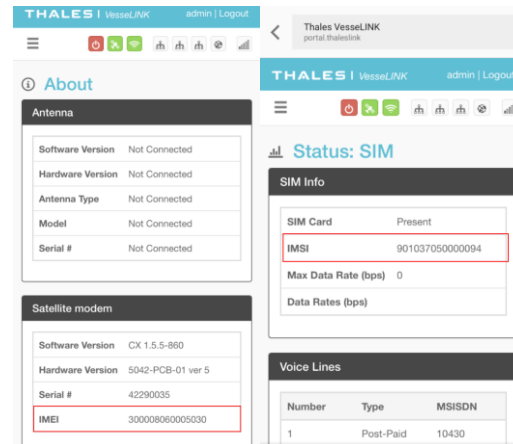 THALES | VesseLINK admin | Logout
About
Antenna
Software Version Not Connected
Hardware Version Not Connected
Antenna Type Not Connected
Model Not Connected
Serial # Not Connected
Satellite modem
Software Version CX 1.5.5-860
Hardware Version 5042-PCB-01 ver 5
Serial # 42290035
IMEI 300008060005030
Thales VesseLINK
portal.thaleslink
THALES | VesseLINK admin | Logout
Status: SIM
SIM Info
SIM Card Present
IMSI 901037050000094
Max Data Rate (bps) 0
Data Rates (bps)
Voice Lines
Number Type MSISDN
1 Post-Paid 10430